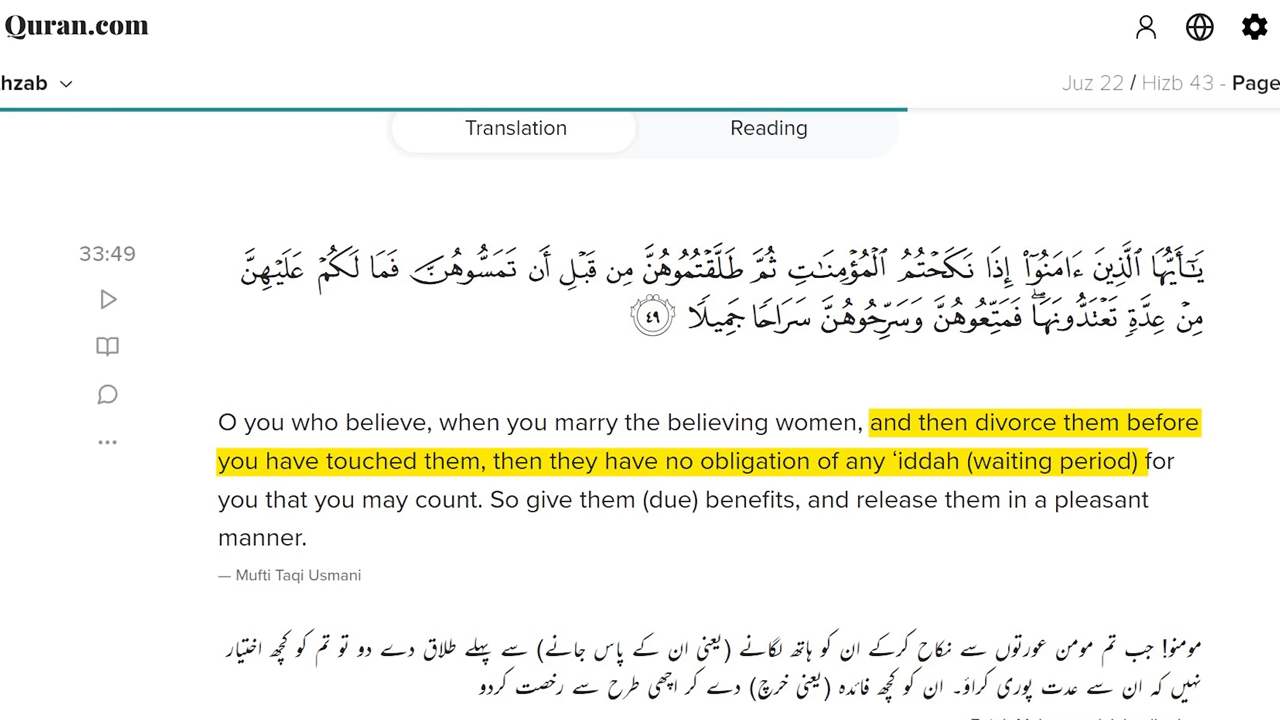 Quran.com
hzab
Juz 22 / Hizb 43 - Page
Translation
Reading
33:49
يَـٰٓأَيُّهَا ٱلَّذِينَ ءَامَنُوٓا۟ إِذَا نَكَحْتُمُ ٱلْمُؤْمِنَـٰتِ ثُمَّ طَلَّقْتُمُوهُنَّ مِن قَبْلِ أَن تَمَسُّوهُنَّ فَمَا لَكُمْ عَلَيْهِنَّ
مِنْ عِدَّةٍ تَعْتَدُّونَهَا ۖ فَمَتِّعُوهُنَّ وَسَرِّحُوهُنَّ سَرَاحًا جَمِيلًا ٤٩
O you who believe, when you marry the believing women, and then divorce them before
you have touched them, then they have no obligation of any ‘iddah (waiting period) for
you that you may count. So give them (due) benefits, and release them in a pleasant
manner.
— Mufti Taqi Usmani
مومنو! جب تم مومن عورتوں سے نکاح کرکے ان کو ہاتھ لگانے (یعنی ان کے پاس جانے) سے پہلے طلاق دے دو تو تم کو کچھ اختیار
نہیں کہ ان سے عدت پوری کراؤ۔ ان کو کچھ فائدہ (یعنی خرچ) دے کر اچھی طرح سے رخصت کردو